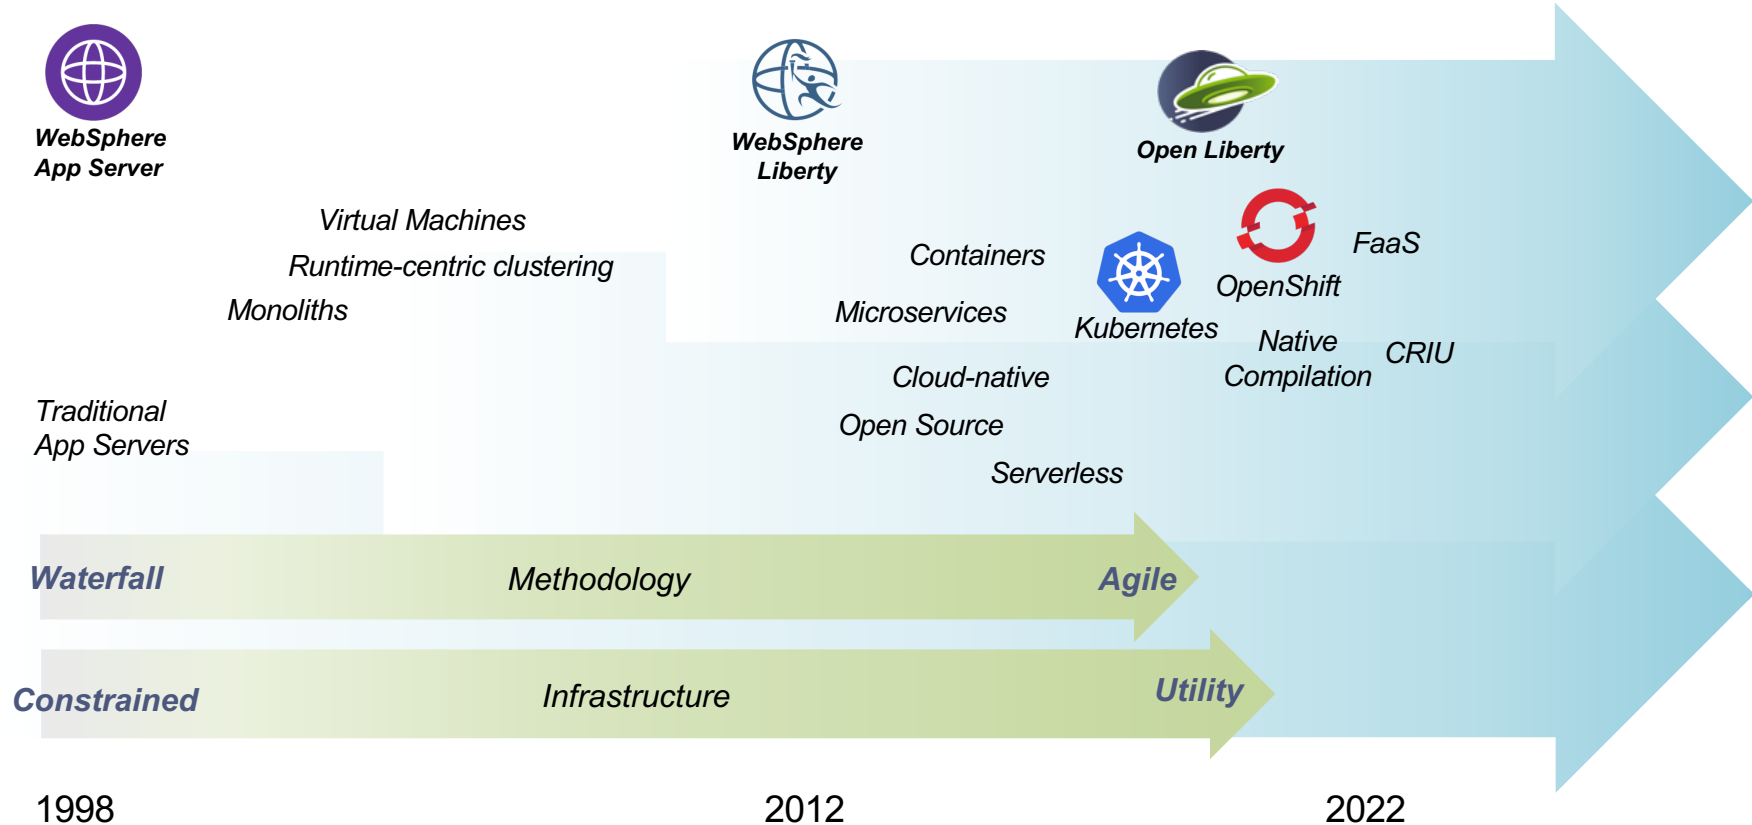 WebSphere
App Server
WebSphere
Liberty
Open Liberty
Virtual Machines
Runtime-centric clustering
Monoliths
Containers
Microservices
Kubernetes
OpenShift
FaaS
Native
Compilation
CRIU
Cloud-native
Open Source
Serverless
Traditional
App Servers
Waterfall
Methodology
Agile
Constrained
Infrastructure
Utility
1998
2012
2022